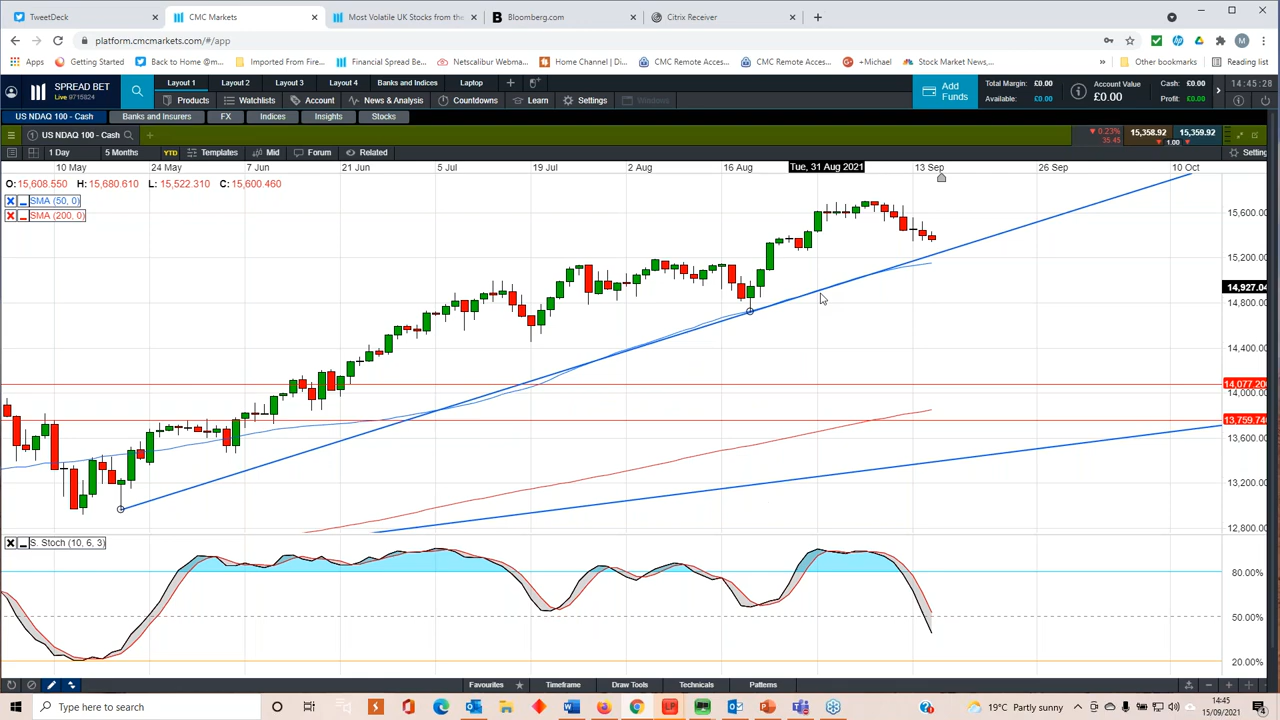 TweetDeck
CMC Markets
Most Volatile UK Stocks from the
Bloomberg.com
Citrix Receiver
platform.cmcmarkets.com/#/app
M
Apps
Getting Started
Back to Home @m...
Imported From Fire...
Financial Spread Be...
Netscalibur Webma...
Home Channel | Di...
CMC Remote Acces...
CMC Remote Acces...
+Michael
Stock Market News,...
Other bookmarks
Reading list
SPREAD BET
Live 9715824
Layout 1
Layout 2
Layout 3
Layout 4
Banks and Indices
Laptop
Add Funds
Total Margin: £0.00
Available: £0.00
Account Value
£0.00
Cash: £0.00
Profit: £0.00
14:45:28
Products
Watchlists
Account
News & Analysis
Countdowns
Learn
Settings
Windows
US NDAQ 100 - Cash
Banks and Insurers
FX
Indices
Insights
Stocks
US NDAQ 100 - Cash
0.23%
35.45
15,358.92
15,359.92
1.00
1 Day
5 Months
YTD
Templates
Mid
Forum
Related
Setting
10 May
24 May
7 Jun
21 Jun
5 Jul
19 Jul
2 Aug
16 Aug
Tue, 31 Aug 2021
13 Sep
26 Sep
10 Oct
O: 15,608.550 H: 15,680.610 L: 15,522.310 C: 15,600.460
SMA (50, 0)
SMA (200, 0)
15,600.00
15,200.00
14,927.04
14,800.00
14,400.00
14,077.20
14,000.00
13,759.74
13,600.00
13,200.00
12,800.00
S. Stoch (10, 6, 3)
80.00%
50.00%
20.00%
Favourites
Timeframe
Draw Tools
Technicals
Patterns
Type here to search
19°C Partly sunny
14:45
15/09/2021